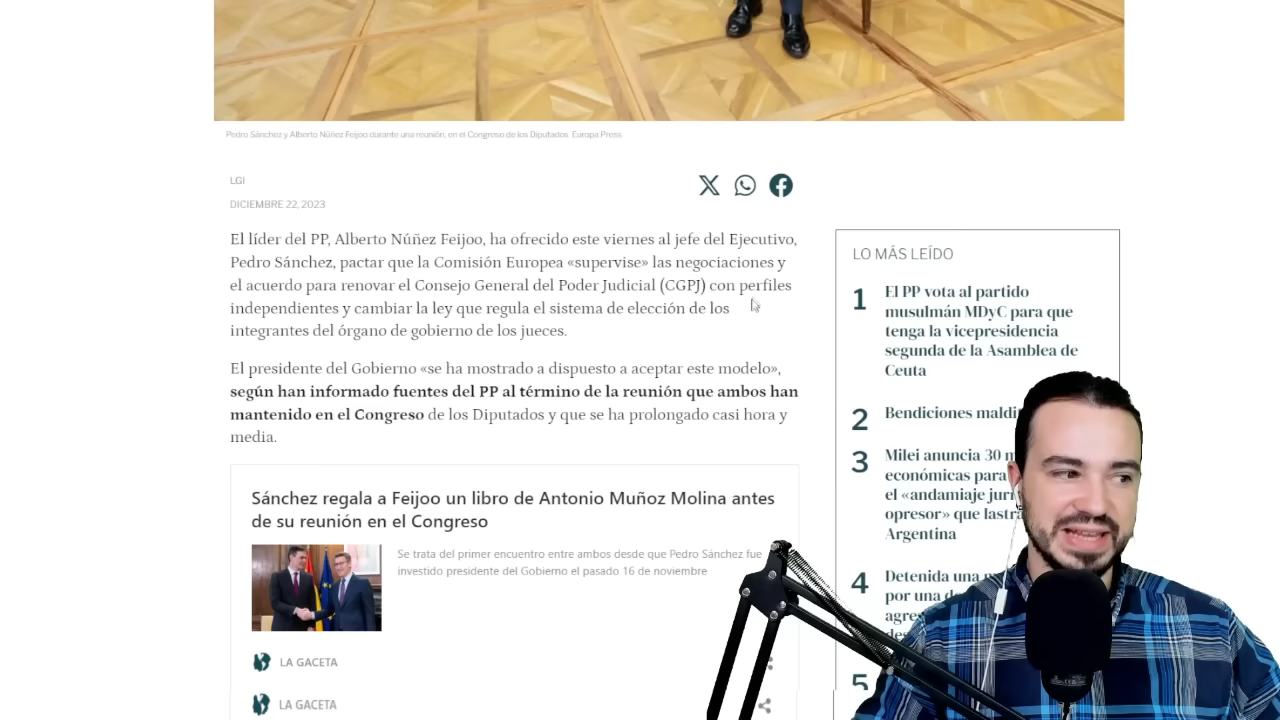 Pedro Sánchez y Alberto Núñez Feijoo durante una reunión, en el Congreso de los Diputados. Europa Press
LGI
DICIEMBRE 22, 2023
El líder del PP, Alberto Núñez Feijoo, ha ofrecido este viernes al jefe del Ejecutivo,
Pedro Sánchez, pactar que la Comisión Europea «supervise» las negociaciones y
el acuerdo para renovar el Consejo General del Poder Judicial (CGPJ) con perfiles
independientes y cambiar la ley que regula el sistema de elección de los
integrantes del órgano de gobierno de los jueces.
El presidente del Gobierno «se ha mostrado a dispuesto a aceptar este modelo»,
según han informado fuentes del PP al término de la reunión que ambos han
mantenido en el Congreso de los Diputados y que se ha prolongado casi hora y
media.
Sánchez regala a Feijoo un libro de Antonio Muñoz Molina antes
de su reunión en el Congreso
Se trata del primer encuentro entre ambos desde que Pedro Sánchez fue
investido presidente del Gobierno el pasado 16 de noviembre
LA GACETA
LA GACETA
LO MÁS LEÍDO
1 El PP vota al partido
musulmán MDyC para que
tenga la vicepresidencia
segunda de la Asamblea de
Ceuta
2 Bendiciones
3 Milei anuncia 30
económicas para
el «andamiaje
opresor» que
Argentina
4 Detenida una
por una
5